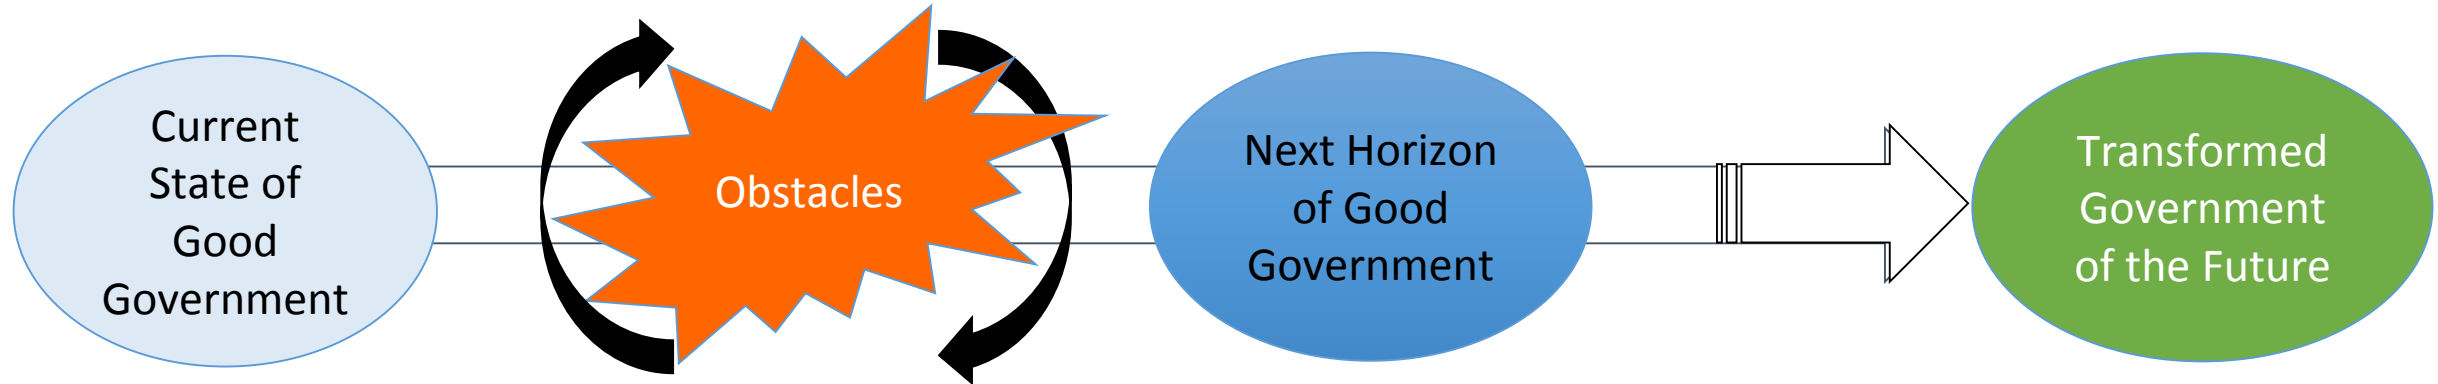 Current
State of
Good
Government
Obstacles
Next Horizon
of Good
Government
Transformed
Government
of the Future